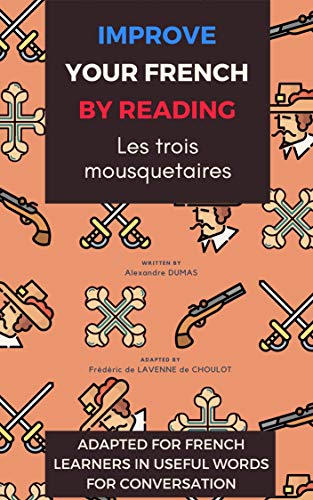 IMPROVE
YOUR FRENCH
BY READING
Les trois
mousquetaires
WRITTEN BY
Alexandre DUMAS
ADAPTED BY
Frédéric de LAVENNE de CHOULOT
ADAPTED FOR FRENCH
LEARNERS IN USEFUL WORDS
FOR CONVERSATION